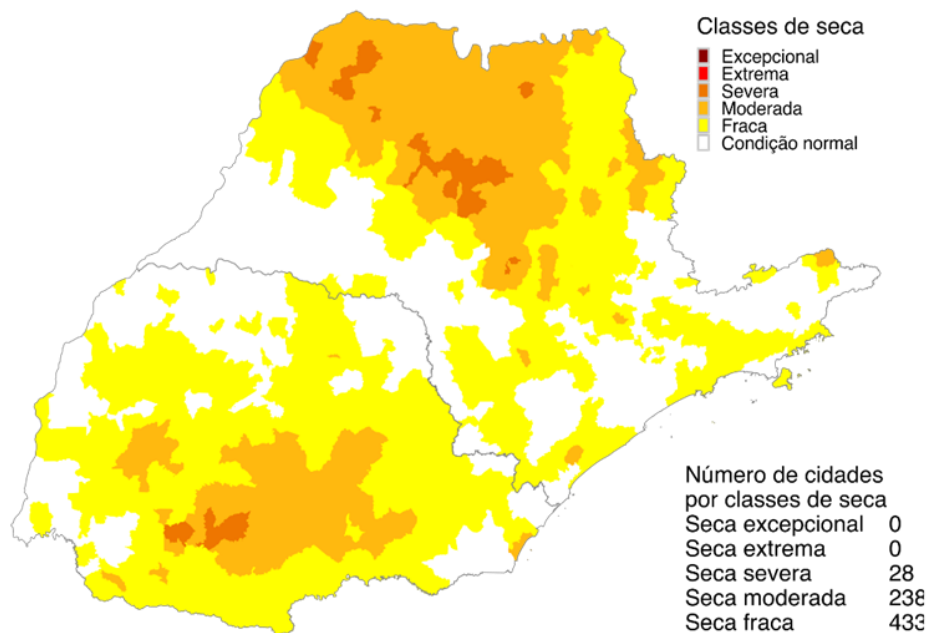 Classes de seca
Excepcional
Extrema
Severa
Moderada
Fraca
Condição normal
Número de cidades
por classes de seca
Seca excepcional 0
Seca extrema 0
Seca severa 28
Seca moderada 238
Seca fraca 433